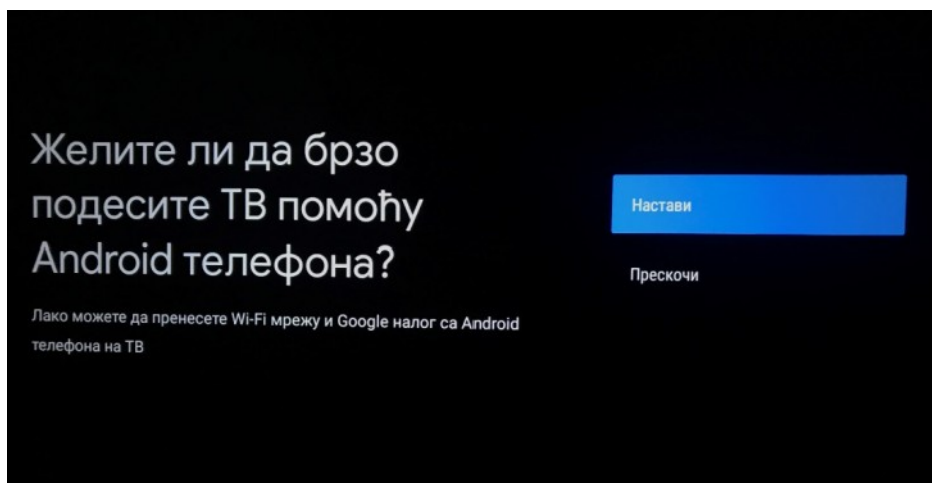 Желите ли да брзо
подесите ТВ помоћу
Android телефона?
Лако можете да пренесете Wi-Fi мрежу и Google налог са Android
телефона на ТВ
Настави
Прескочи